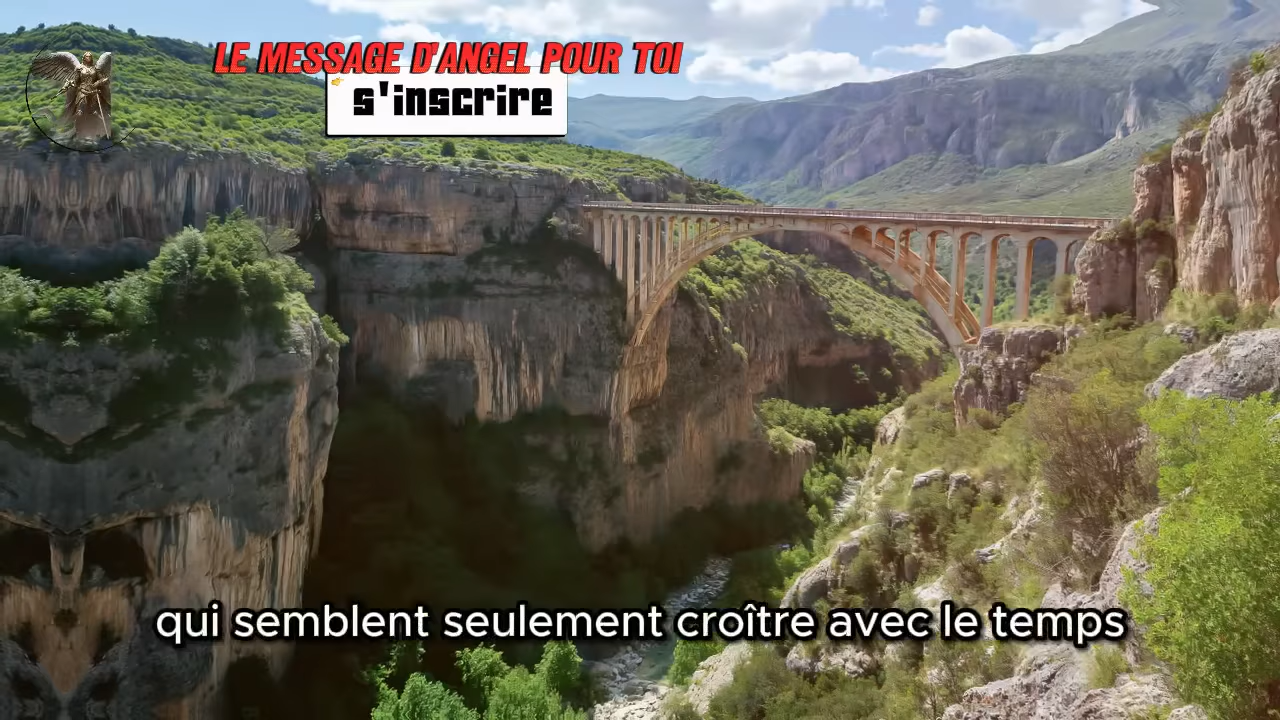 LE MESSAGE D'ANGEL POUR TOI
👉 s'inscrire
qui semblent seulement croître avec le temps